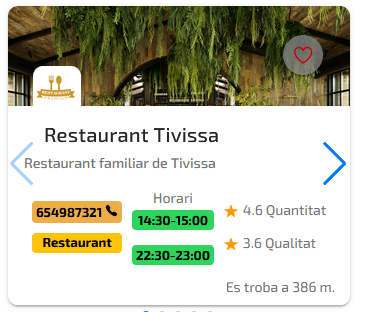 RESTAURANT
Restaurant Tivissa
Restaurant familiar de Tivissa
Horari
654987321
14:30-15:00
4.6 Quantitat
Restaurant
3.6 Qualitat
22:30-23:00
Es troba a 386 m.